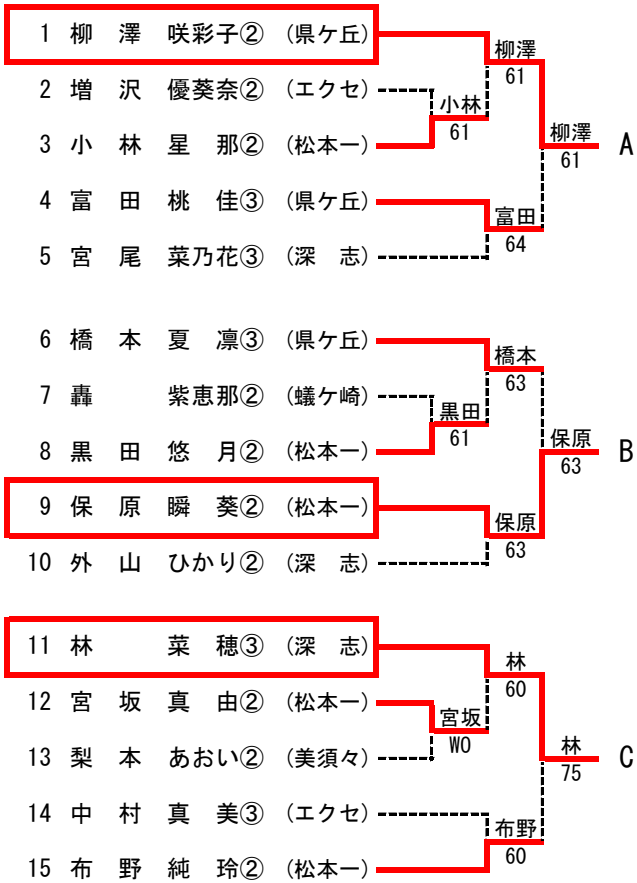 1 柳 澤 咲彩子② (県ケ丘)
柳澤
61
2 増 沢 優葵奈② (エクセ)
小林
61
3 小 林 星 那② (松本一)
柳澤
61
A
4 富 田 桃 佳③ (県ケ丘)
富田
64
5 宮 尾 菜乃花③ (深 志)
6 橋 本 夏 凛③ (県ケ丘)
橋本
63
7 轟 紫恵那② (蟻ケ崎)
黒田
61
8 黒 田 悠 月② (松本一)
保原
63
B
9 保 原 瞬 葵② (松本一)
保原
63
10 外 山 ひかり② (深 志)
11 林 菜 穂③ (深 志)
林
60
12 宮 坂 真 由② (松本一)
宮坂
WO
13 梨 本 あおい② (美須々)
林
75
C
14 中 村 真 美③ (エクセ)
布野
60
15 布 野 純 玲② (松本一)